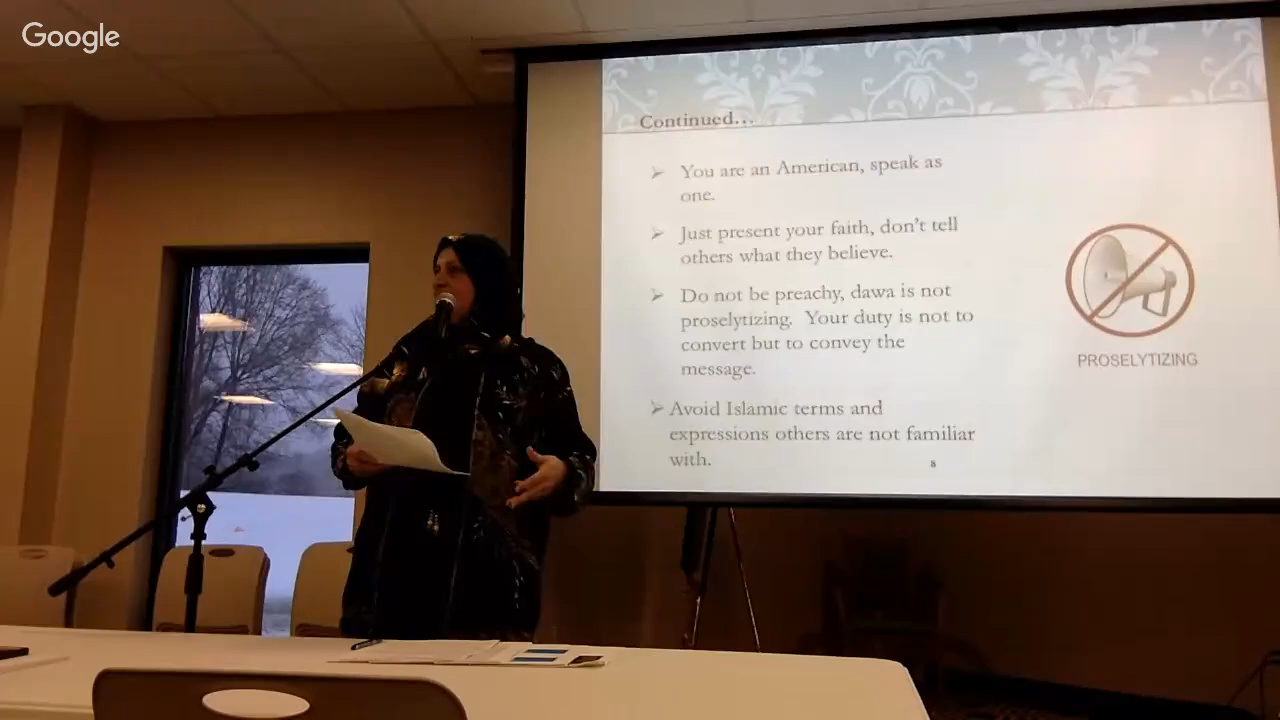 Google
Continued...
You are an American, speak as
one.
Just present your faith, don't tell
others what they believe.
Do not be preachy, dawa is not
proselytizing. Your duty is not to
convert but to convey the
message.
Avoid Islamic terms and
expressions others are not familiar
with.
8
PROSELYTIZING